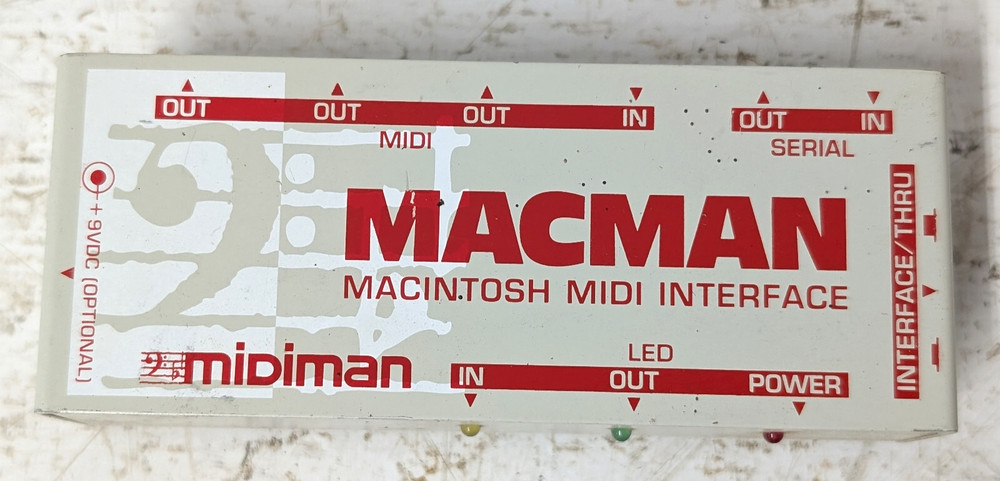 OUT OUT OUT IN
MIDI
OUT IN
SERIAL
+ 9VDC (OPTIONAL)
MACMAN
MACINTOSH MIDI INTERFACE
INTERFACE/THRU
midiman
LED
IN OUT POWER